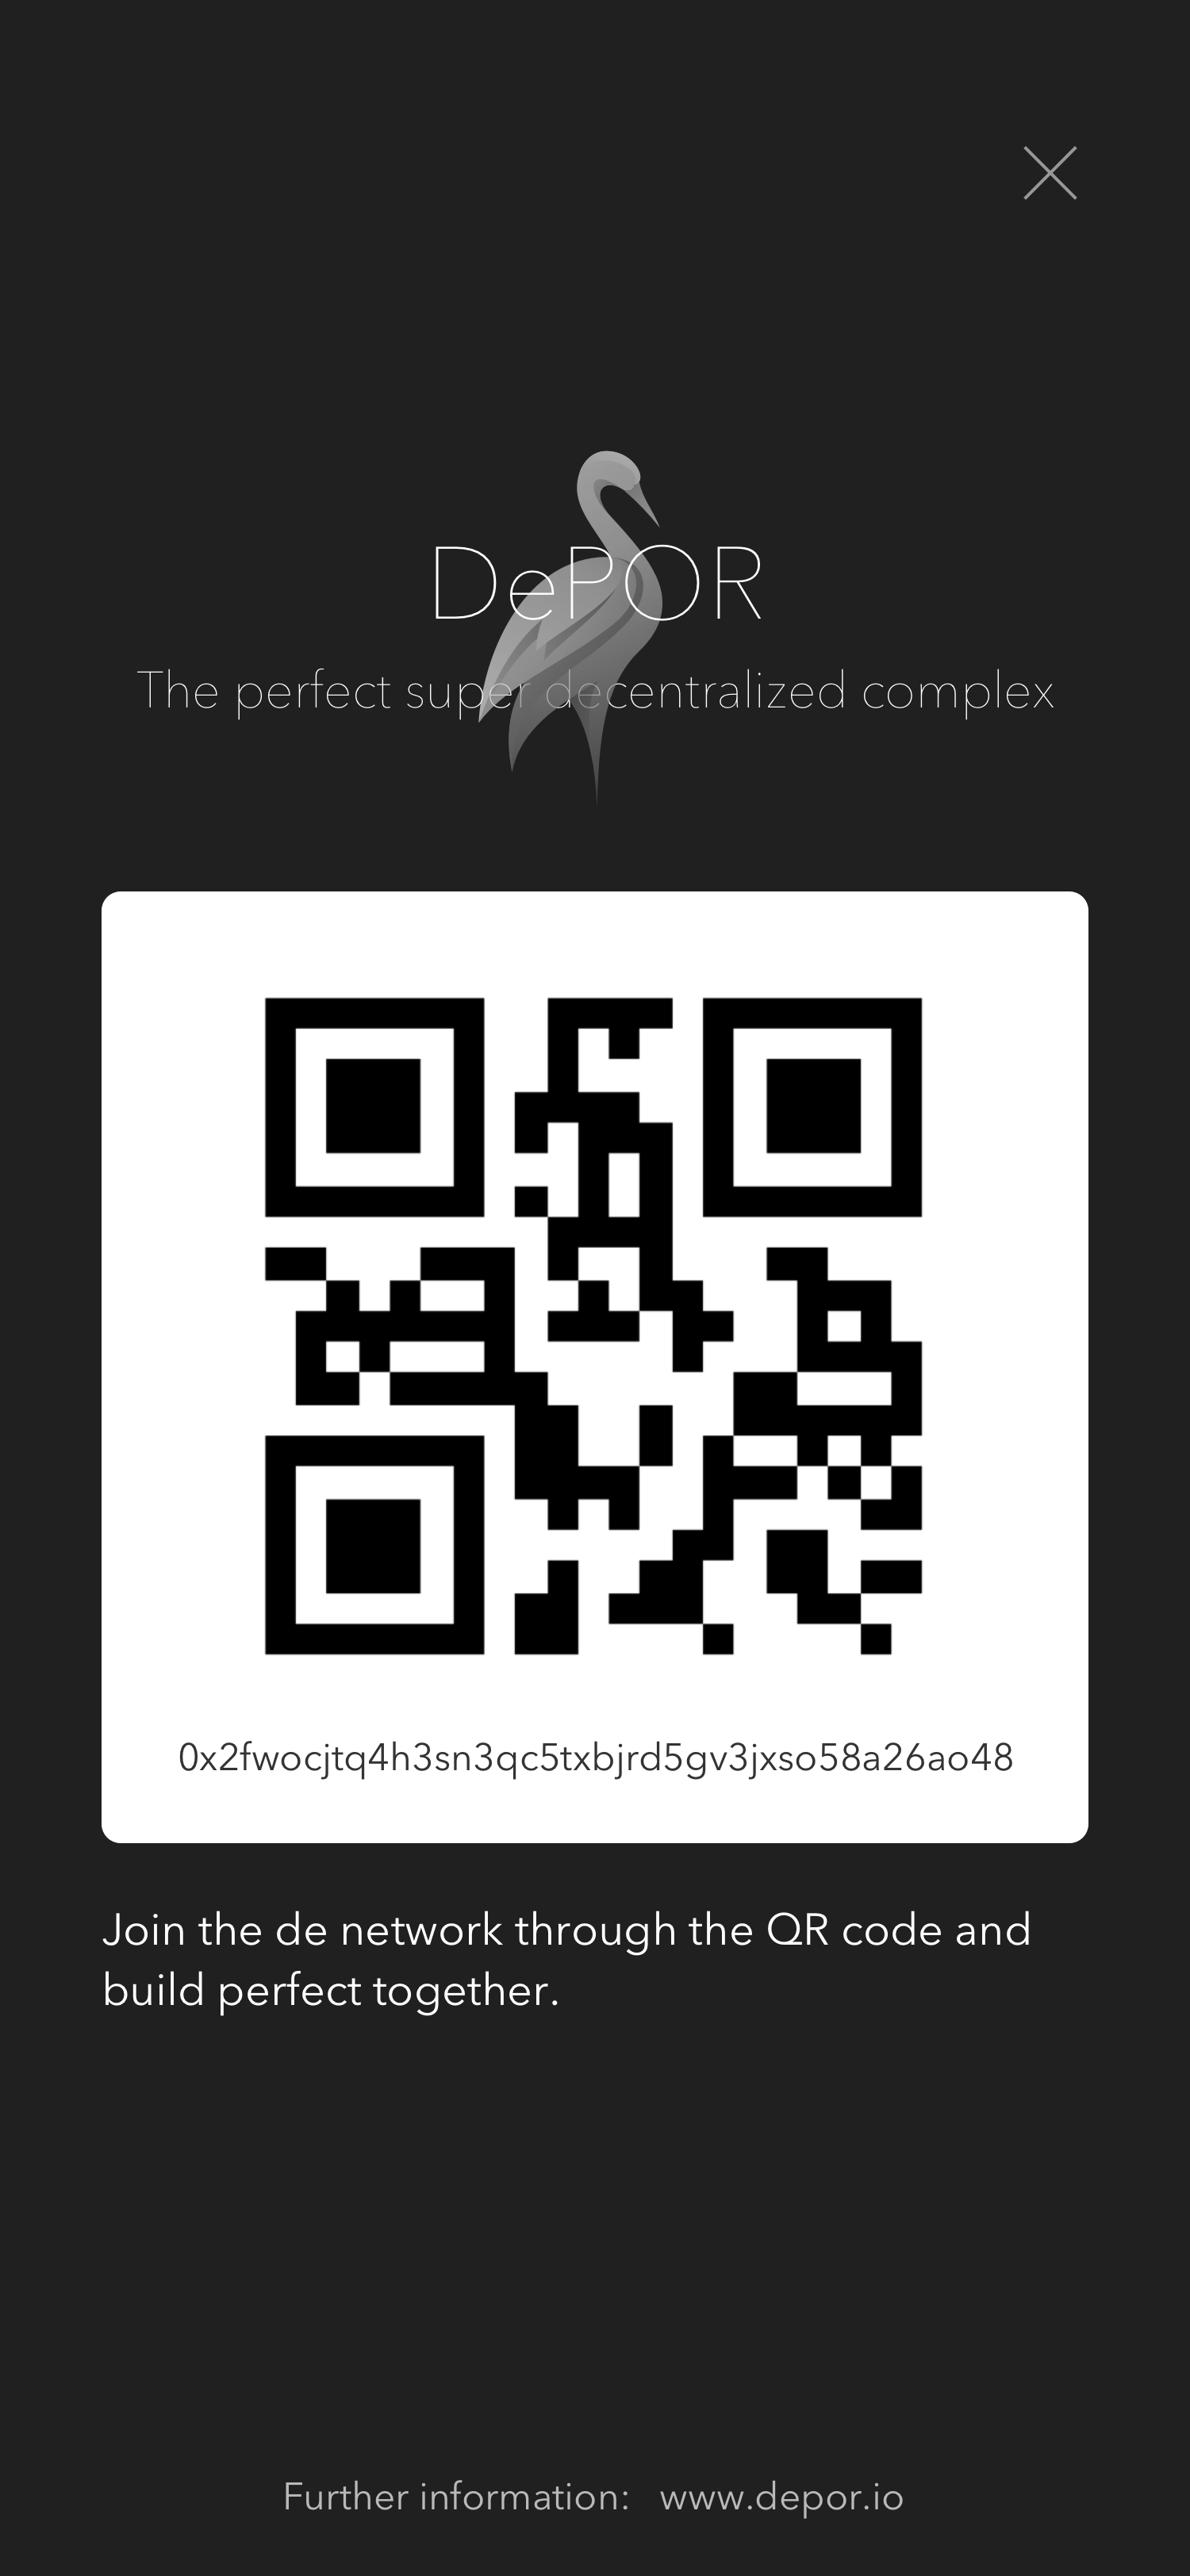 DePOR
The perfect super decentralized complex
0x2fwocjtq4h3sn3qc5txbjrd5gv3jxso58a26ao48
Join the de network through the QR code and
build perfect together.
Further information: www.depor.io